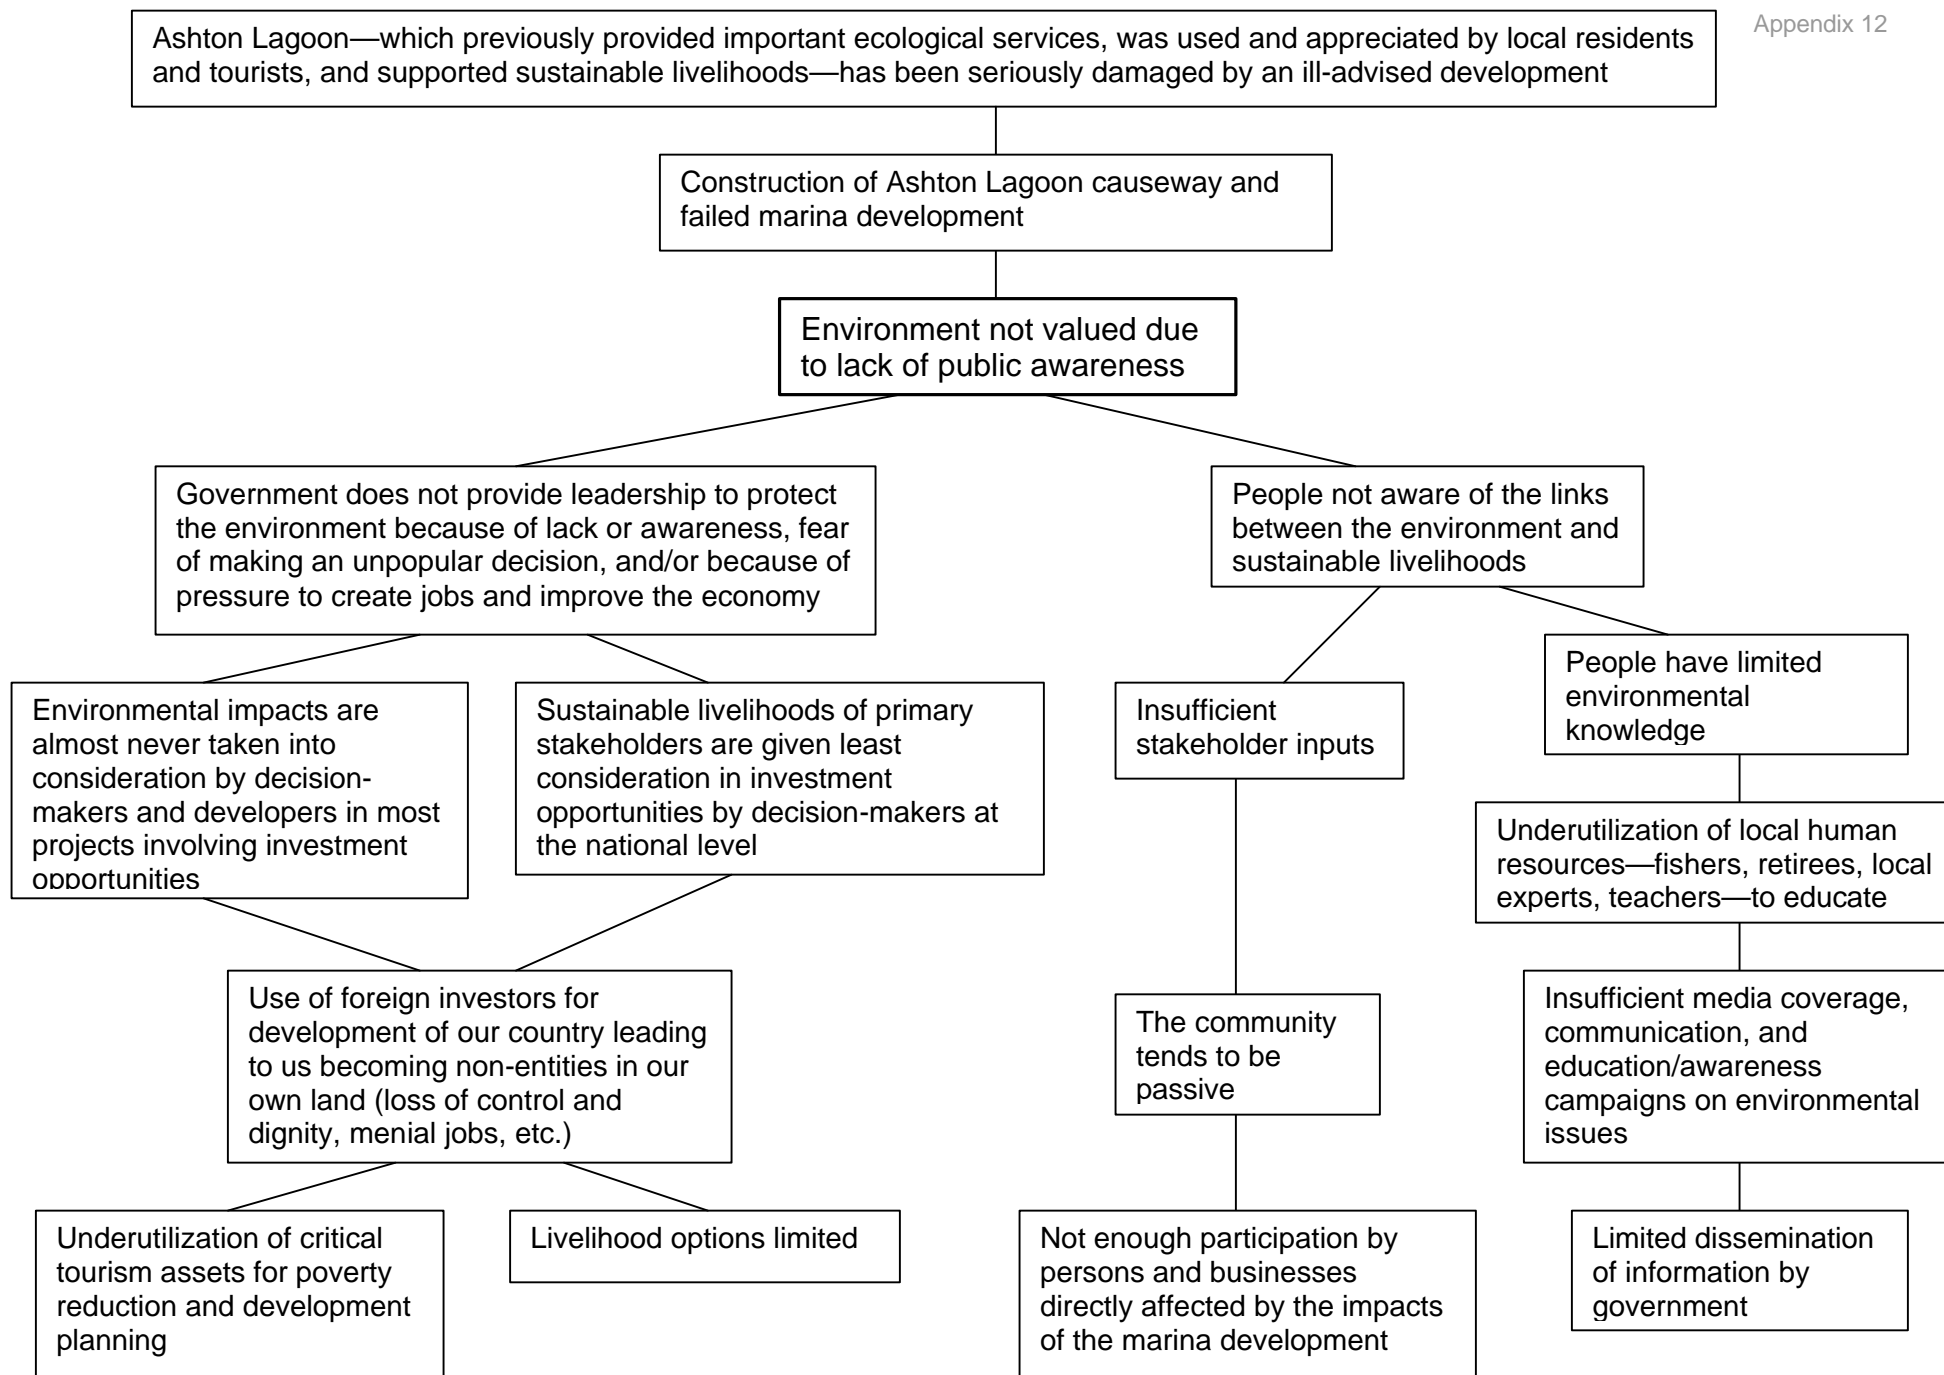 Appendix 12
Ashton Lagoon—which previously provided important ecological services, was used and appreciated by local residents
and tourists, and supported sustainable livelihoods—has been seriously damaged by an ill-advised development
Construction of Ashton Lagoon causeway and
failed marina development
Environment not valued due
to lack of public awareness
Government does not provide leadership to protect
the environment because of lack or awareness, fear
of making an unpopular decision, and/or because of
pressure to create jobs and improve the economy
People not aware of the links
between the environment and
sustainable livelihoods
Environmental impacts are
almost never taken into
consideration by decision-
makers and developers in most
projects involving investment
opportunities
Sustainable livelihoods of primary
stakeholders are given least
consideration in investment
opportunities by decision-makers at
the national level
Insufficient
stakeholder inputs
People have limited
environmental
knowledge
Underutilization of local human
resources—fishers, retirees, local
experts, teachers—to educate
Use of foreign investors for
development of our country leading
to us becoming non-entities in our
own land (loss of control and
dignity, menial jobs, etc.)
The community
tends to be
passive
Insufficient media coverage,
communication, and
education/awareness
campaigns on environmental
issues
Underutilization of critical
tourism assets for poverty
reduction and development
planning
Livelihood options limited
Not enough participation by
persons and businesses
directly affected by the impacts
of the marina development
Limited dissemination
of information by
government